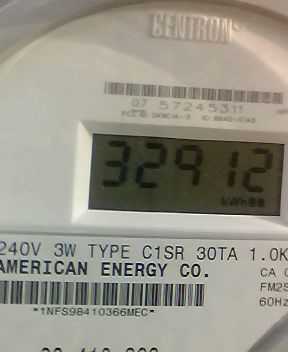 CENTRON®
07 57245311
32912
kWh
240V 3W TYPE C1SR 30TA 1.0K
AMERICAN ENERGY CO.
CA
FM2S
60Hz
*1NFS98410366MEC*